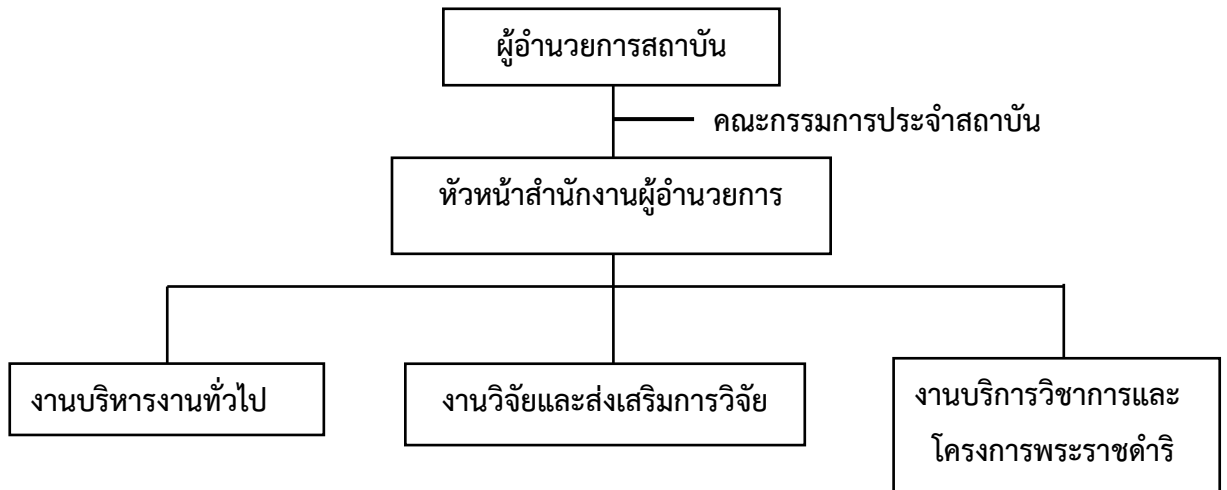 ผู้อำนวยการสถาบัน
คณะกรรมการประจำสถาบัน
หัวหน้าสำนักงานผู้อำนวยการ
งานบริหารงานทั่วไป
งานวิจัยและส่งเสริมการวิจัย
งานบริการวิชาการและ
โครงการพระราชดำริ